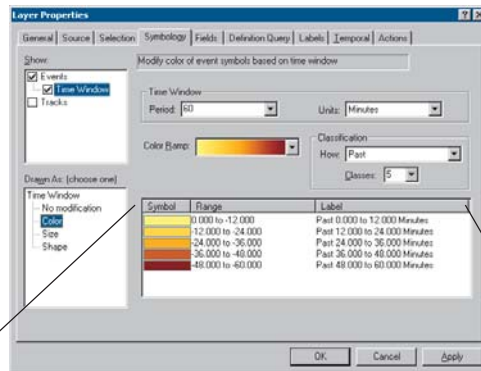 Layer Properties
General Source Selection Symbology Fields Definition Query Labels Temporal Actions
Show:
Events
Time Window
Tracks
Modify color of event symbols based on time window
Time Window
Period: 60
Units: Minutes
Color Ramp:
Classification
How: Past
Classes: 5
Drawn As: (choose one)
Time Window
No modification
Color
Size
Shape
Symbol Range Label
0.000 to -12.000 Past 0.000 to 12.000 Minutes
-12.000 to -24.000 Past 12.000 to 24.000 Minutes
-24.000 to -36.000 Past 24.000 to 36.000 Minutes
-36.000 to -48.000 Past 36.000 to 48.000 Minutes
-48.000 to -60.000 Past 48.000 to 60.000 Minutes
OK Cancel Apply